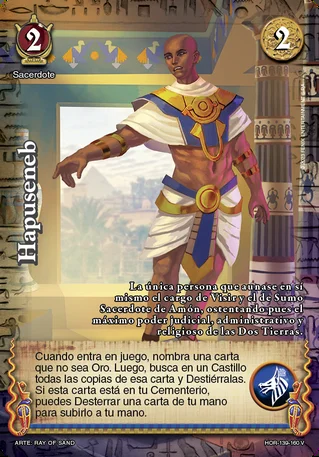 2
2
Sacerdote
Hapuseneb
La única persona que aúnase en sí
mismo el cargo de Visir y el de Sumo
Sacerdote de Amón, ostentando pues el
máximo poder judicial, administrativo y
religioso de las Dos Tierras.
Cuando entra en juego, nombra una carta
que no sea Oro. Luego, busca en un Castillo
todas las copias de esa carta y Destiérralas.
Si esta carta está en tu Cementerio,
puedes Desterrar una carta de tu mano
para subirlo a tu mano.
ARTE: RAY OF SAND
HOR-139-160 V